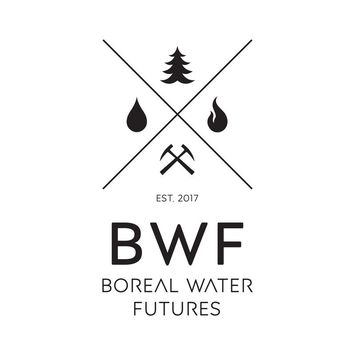 EST. 2017
BWF
BOREAL WATER
FUTURES